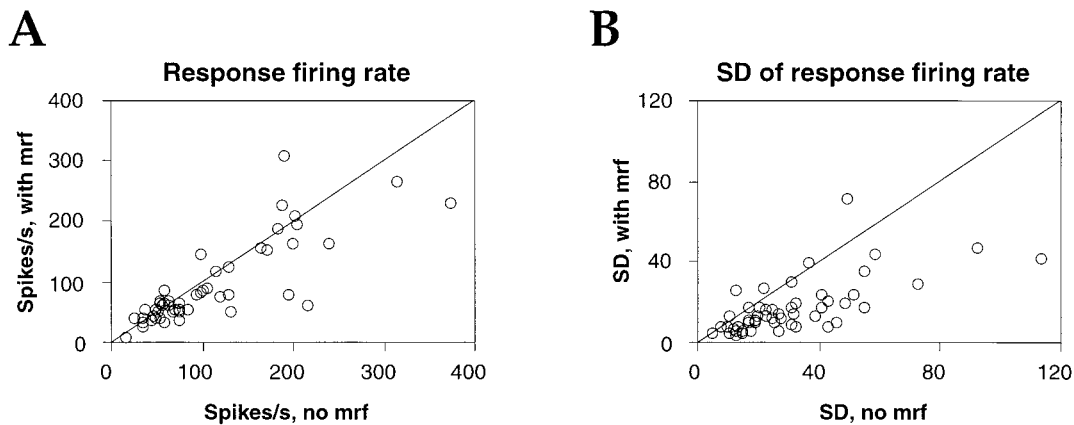 A
Response firing rate
400
300
200
100
0
0 100 200 300 400
Spikes/s, with mrf
Spikes/s, no mrf
B
SD of response firing rate
120
80
40
0
0 40 80 120
SD, with mrf
SD, no mrf